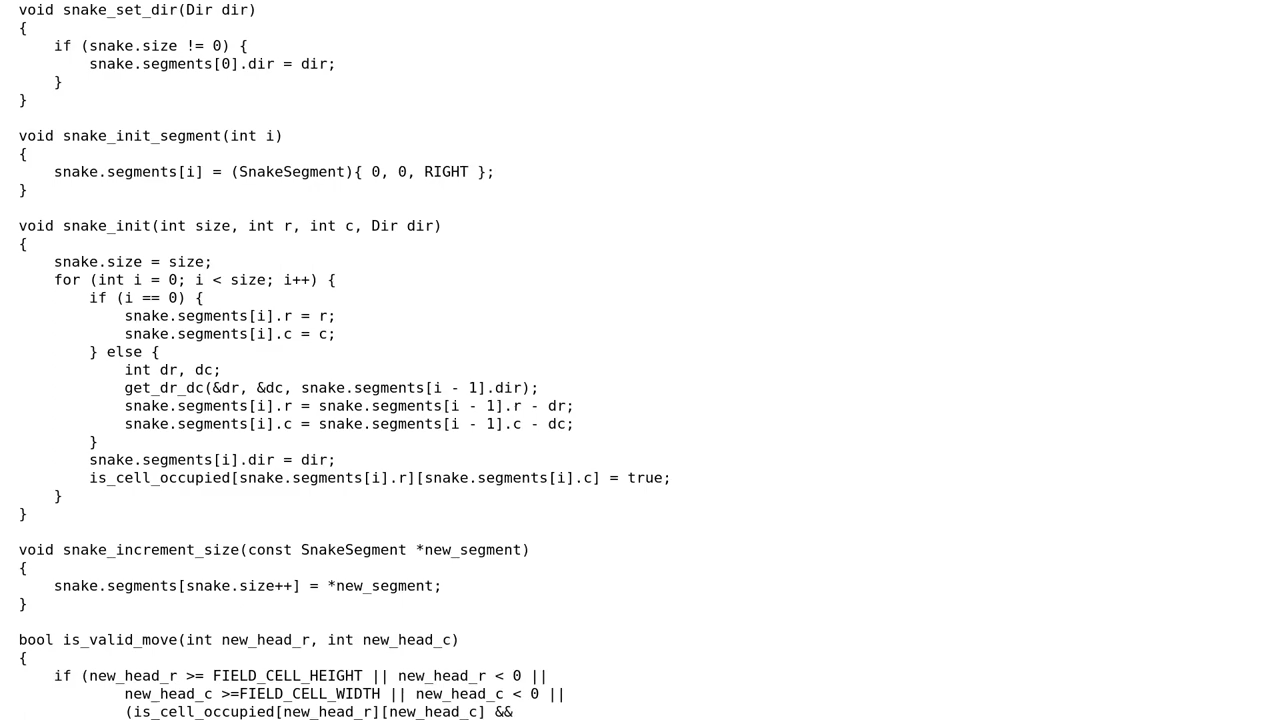 void snake_set_dir(Dir dir)
{
    if (snake.size != 0) {
        snake.segments[0].dir = dir;
    }
}

void snake_init_segment(int i)
{
    snake.segments[i] = (SnakeSegment){ 0, 0, RIGHT };
}

void snake_init(int size, int r, int c, Dir dir)
{
    snake.size = size;
    for (int i = 0; i < size; i++) {
        if (i == 0) {
            snake.segments[i].r = r;
            snake.segments[i].c = c;
        } else {
            int dr, dc;
            get_dr_dc(&dr, &dc, snake.segments[i - 1].dir);
            snake.segments[i].r = snake.segments[i - 1].r - dr;
            snake.segments[i].c = snake.segments[i - 1].c - dc;
        }
        snake.segments[i].dir = dir;
        is_cell_occupied[snake.segments[i].r][snake.segments[i].c] = true;
    }
}

void snake_increment_size(const SnakeSegment *new_segment)
{
    snake.segments[snake.size++] = *new_segment;
}

bool is_valid_move(int new_head_r, int new_head_c)
{
    if (new_head_r >= FIELD_CELL_HEIGHT || new_head_r < 0 ||
            new_head_c >=FIELD_CELL_WIDTH || new_head_c < 0 ||
            (is_cell_occupied[new_head_r][new_head_c] &&